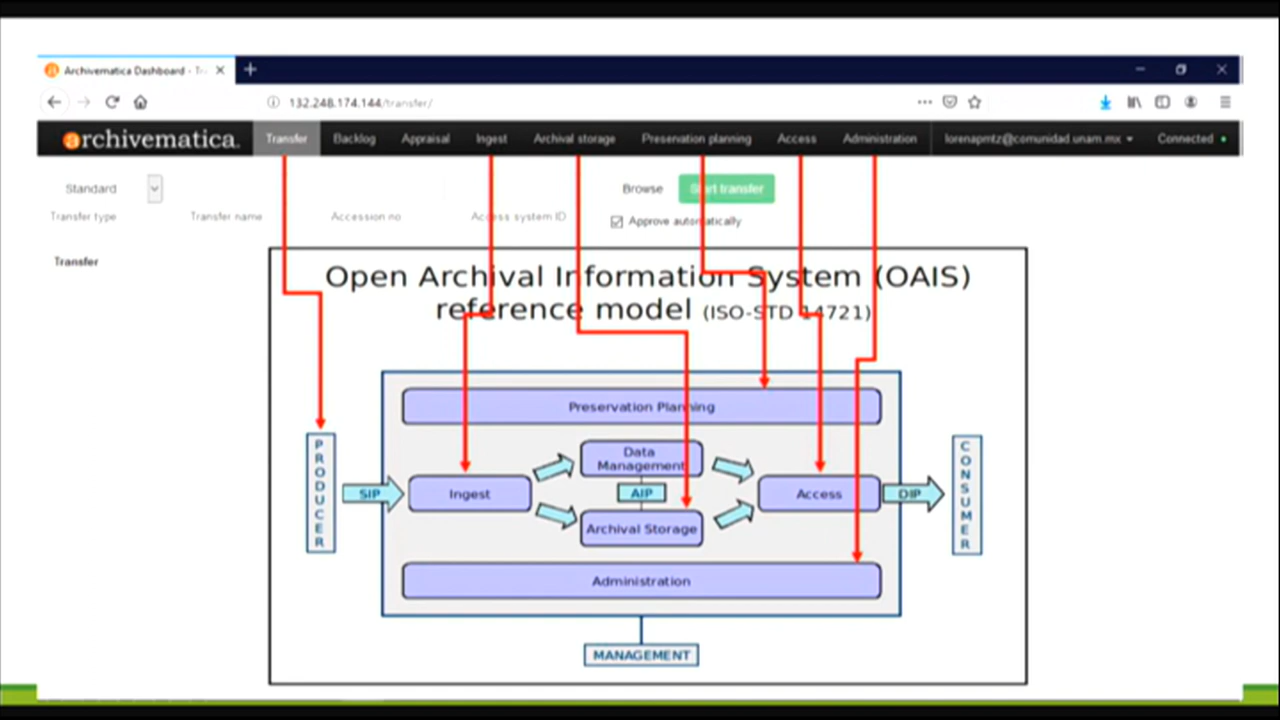 Archivematica Dashboard - Tr
132.248.174.144/transfer/
archivematica.
Transfer Backlog Appraisal Ingest Archival storage Preservation planning Access Administration lorenapmtz@comunidad.unam.mx Connected
Standard Browse Start transfer
Transfer type Transfer name Accession no Access system ID Approve automatically
Transfer
Open Archival Information System (OAIS)
reference model (ISO-STD 14721)
Preservation Planning
Data
Management
PRODUCER
SIP
Ingest
AIP
Access
DIP
CONSUMER
Archival Storage
Administration
MANAGEMENT